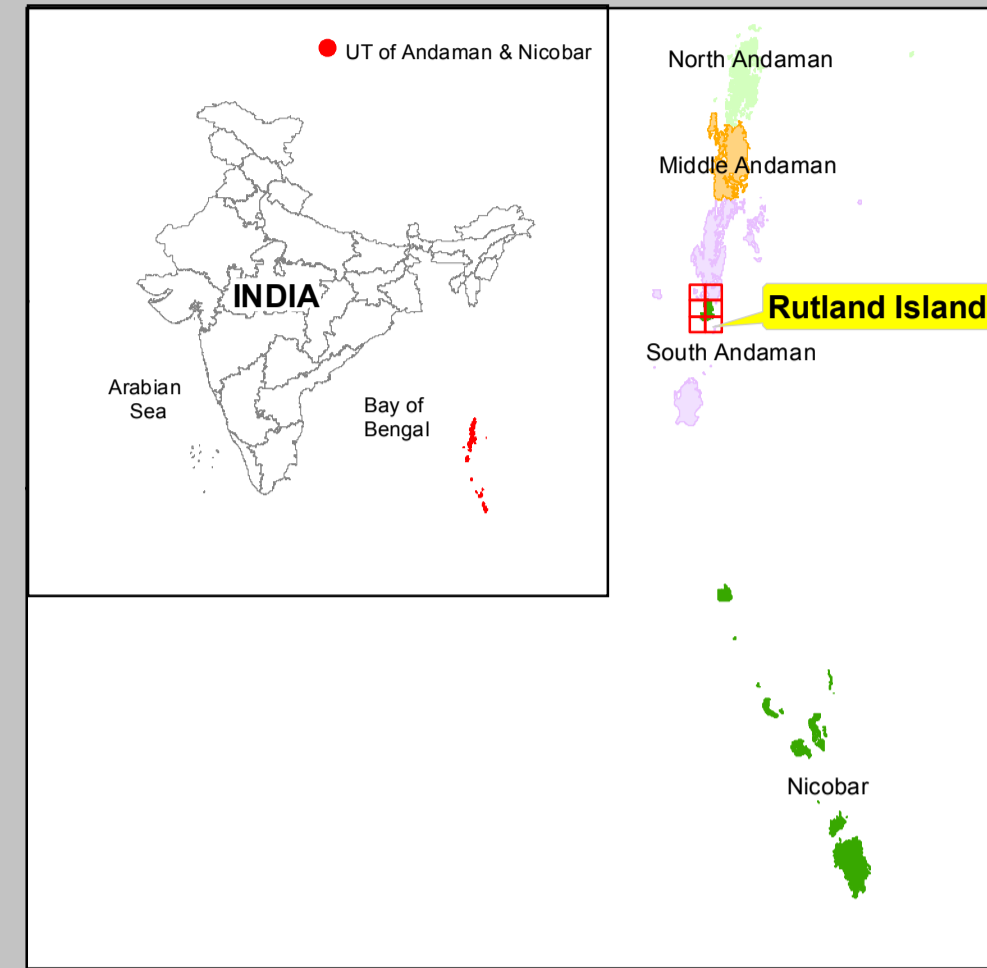 UT of Andaman & Nicobar
INDIA
Arabian
Sea
Bay of
Bengal
North Andaman
Middle Andaman
Rutland Island
South Andaman
Nicobar